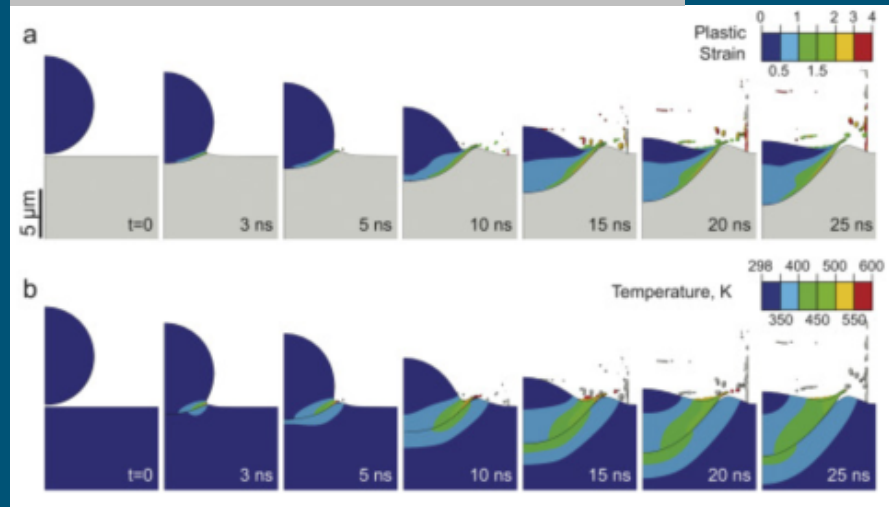 a
Plastic
Strain
0 1 2 3 4
0.5 1.5
5 µm
t=0 3 ns 5 ns 10 ns 15 ns 20 ns 25 ns
b
Temperature, K
298 400 500 600
350 450 550
t=0 3 ns 5 ns 10 ns 15 ns 20 ns 25 ns